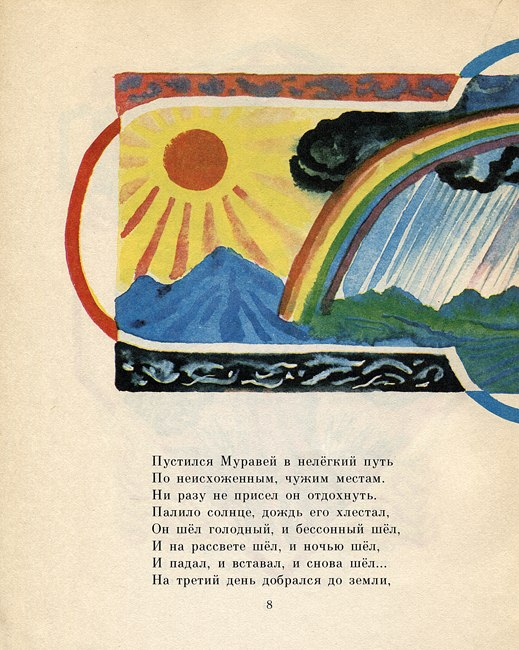 Пустился Муравей в нелёгкий путь
По неисхоженным, чужим местам.
Ни разу не присел он отдохнуть.
Палило солнце, дождь его хлестал,
Он шёл голодный, и бессонный шёл,
И на рассвете шёл, и ночью шёл,
И падал, и вставал, и снова шёл...
На третий день добрался до земли,
8